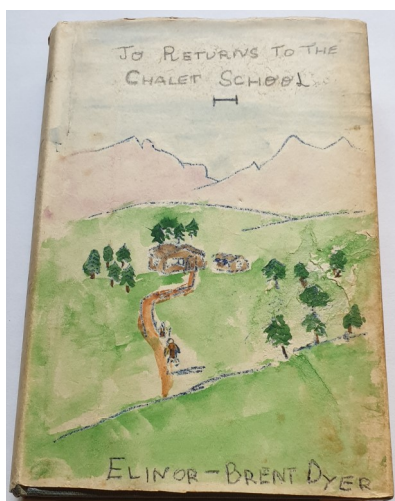 JO RETURNS TO THE
CHALET SCHOOL
ELINOR-BRENT DYER